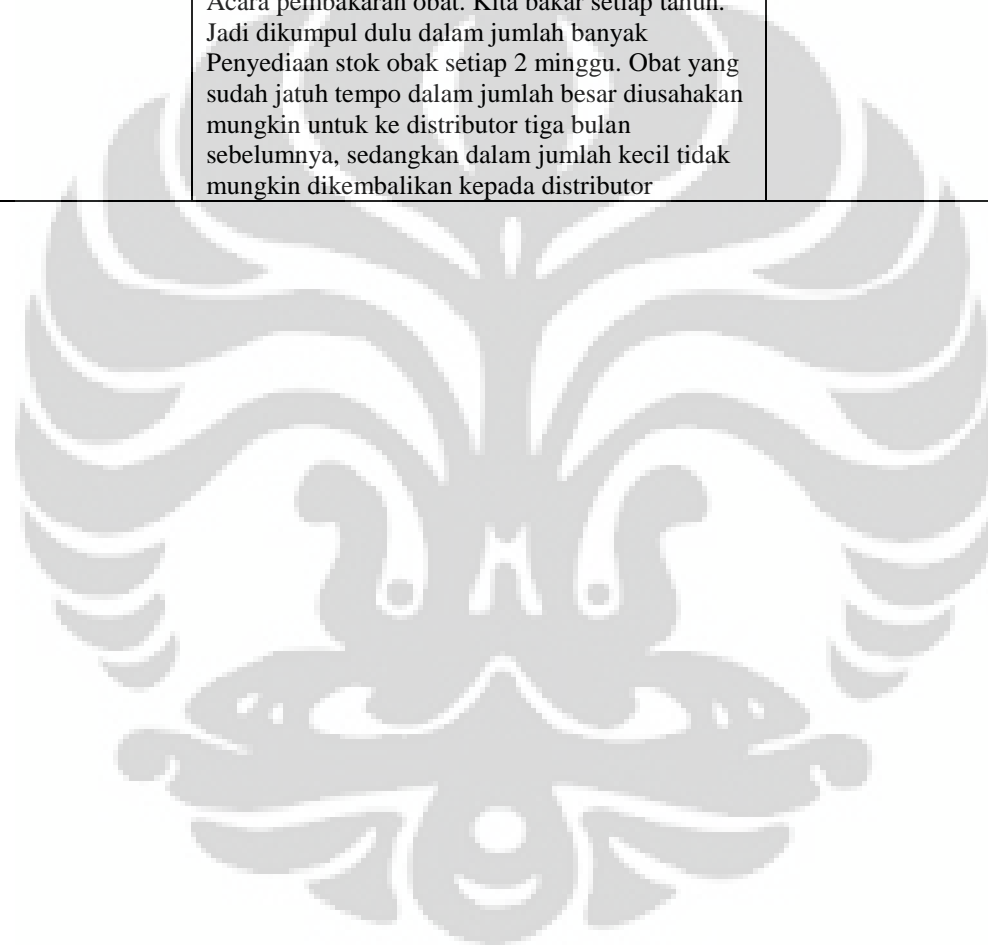 Acara pembakaran obat. Kita bakar setiap tahun.
Jadi dikumpul dulu dalam jumlah banyak
Penyediaan stok obak setiap 2 minggu. Obat yang
sudah jatuh tempo dalam jumlah besar diusahakan
mungkin untuk ke distributor tiga bulan
sebelumnya, sedangkan dalam jumlah kecil tidak
mungkin dikembalikan kepada distributor